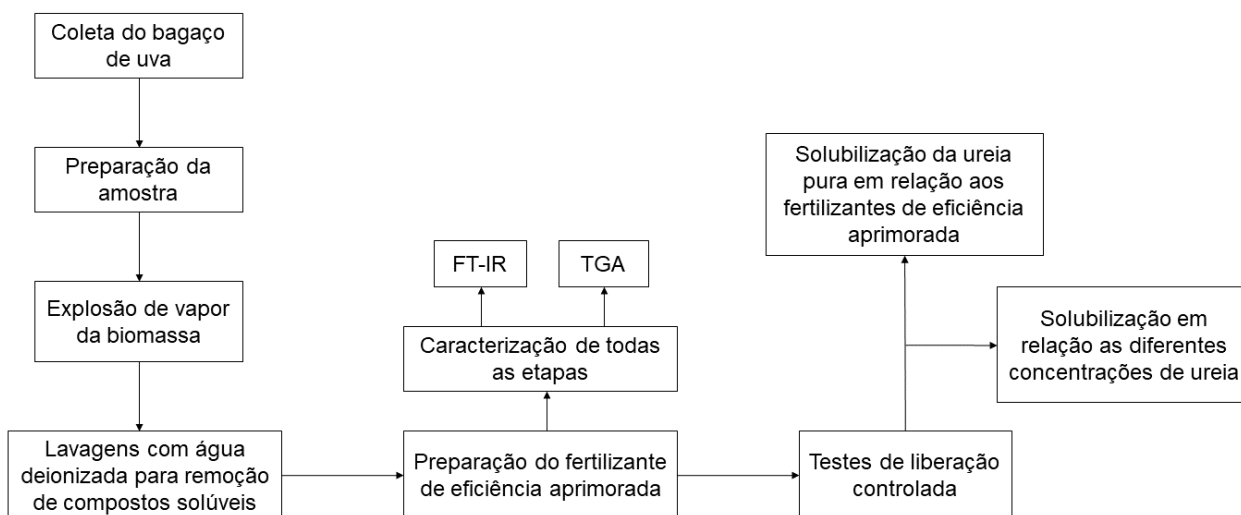 Coleta do bagaço
de uva
Preparação da
amostra
Explosão de vapor
da biomassa
Lavagens com água
deionizada para remoção
de compostos solúveis
FT-IR
TGA
Caracterização de todas
as etapas
Preparação do fertilizante
de eficiência aprimorada
Solubilização da ureia
pura em relação aos
fertilizantes de eficiência
aprimorada
Solubilização em
relação as diferentes
concentrações de ureia
Testes de liberação
controlada